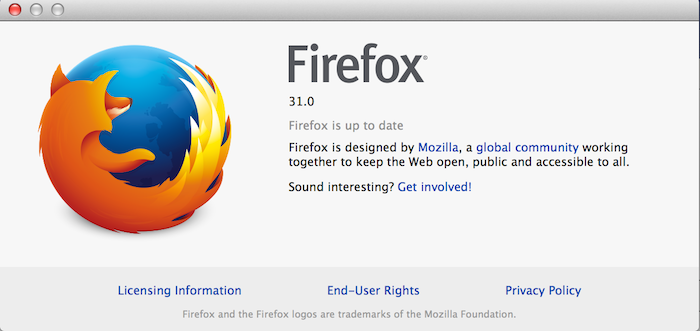 Firefox®
31.0
Firefox is up to date
Firefox is designed by Mozilla, a global community working
together to keep the Web open, public and accessible to all.
Sound interesting? Get involved!
Licensing Information End-User Rights Privacy Policy
Firefox and the Firefox logos are trademarks of the Mozilla Foundation.